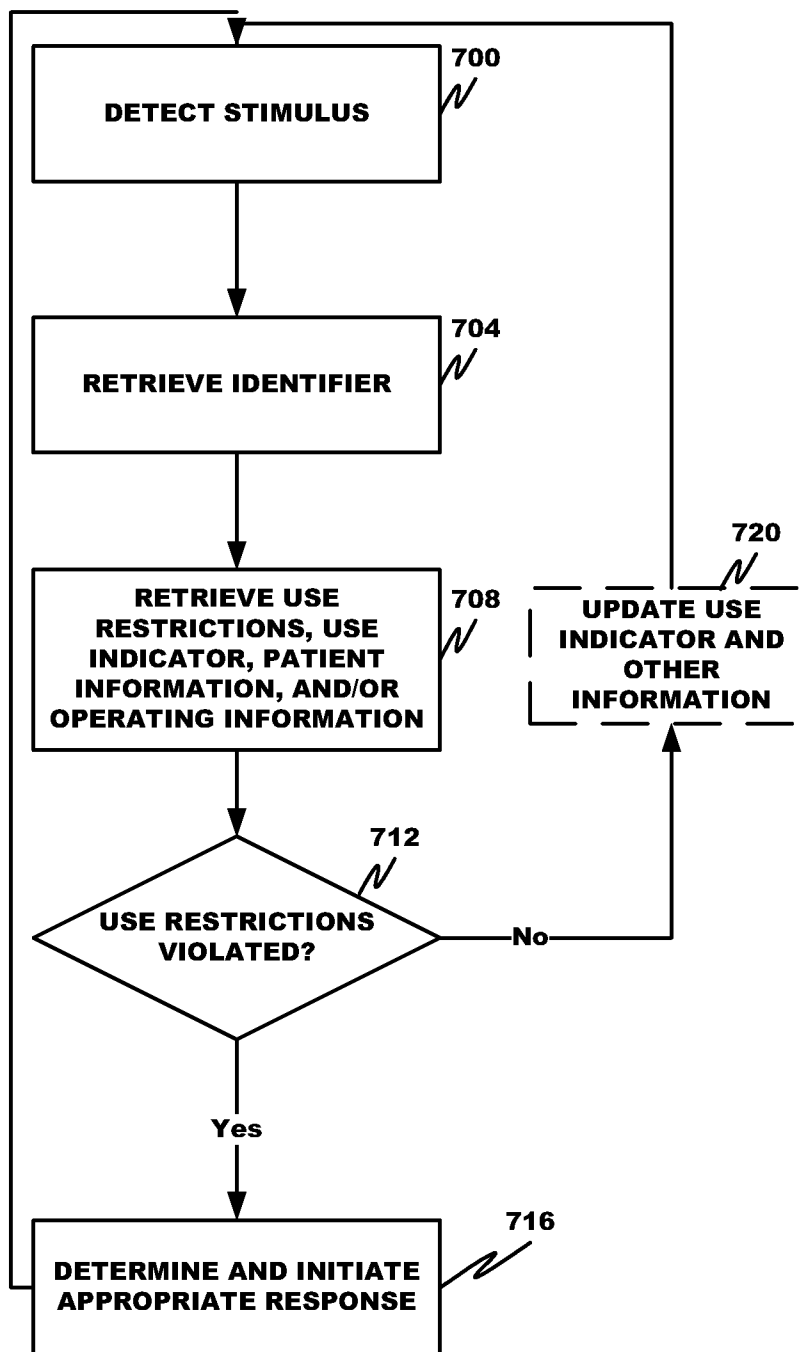 700
DETECT STIMULUS
704
RETRIEVE IDENTIFIER
708
RETRIEVE USE
RESTRICTIONS, USE
INDICATOR, PATIENT
INFORMATION, AND/OR
OPERATING INFORMATION
720
UPDATE USE
INDICATOR AND
OTHER
INFORMATION
712
USE RESTRICTIONS
VIOLATED?
No
Yes
716
DETERMINE AND INITIATE
APPROPRIATE RESPONSE